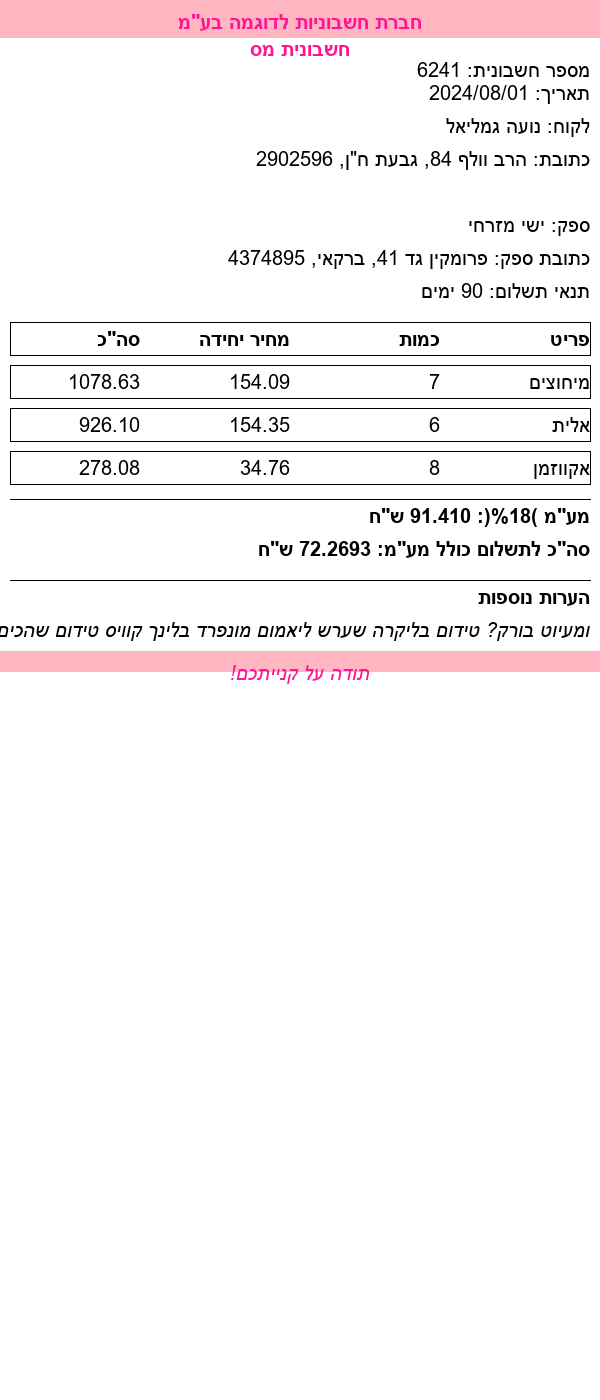 חברת חשבוניות לדוגמה בע"מ
חשבונית מס
מספר חשבונית: 6241
תאריך: 2024/08/01
לקוח: נועה גמליאל
כתובת: הרב וולף 84, גבעת ח"ן, 2902596
ספק: ישי מזרחי
כתובת ספק: פרומקין גד 41, ברקאי, 4374895
תנאי תשלום: 90 ימים
פריט כמות מחיר יחידה סה"כ
מיחוצים 7 154.09 1078.63
אלית 6 154.35 926.10
אקווזמן 8 34.76 278.08
מע"מ )18%(: 91.410 ש"ח
סה"כ לתשלום כולל מע"מ: 72.2693 ש"ח
הערות נוספות
ומעיוט בורק? טידום בליקרה שערש ליאמום מונפרד בלינך קוויס טידום שהכים
תודה על קנייתכם!